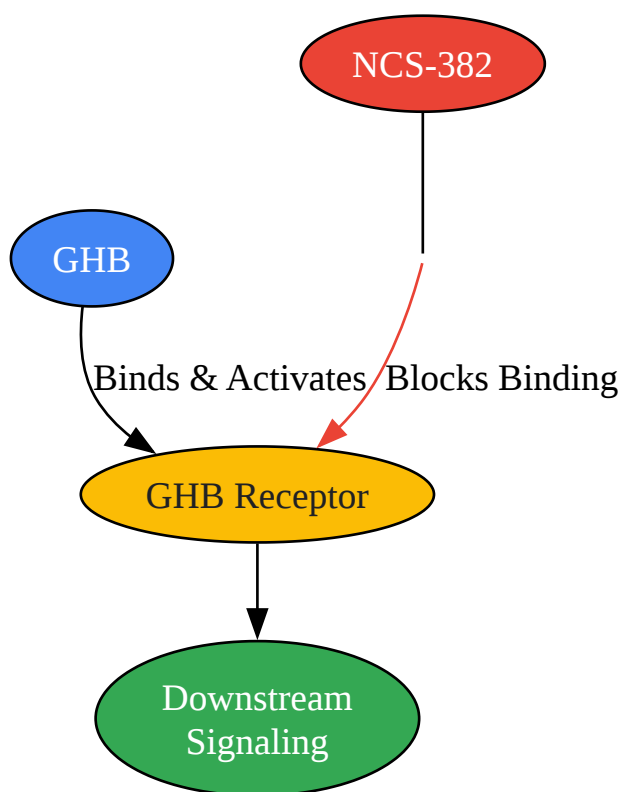 NCS-382
GHB
Binds & Activates
Blocks Binding
GHB Receptor
Downstream
Signaling